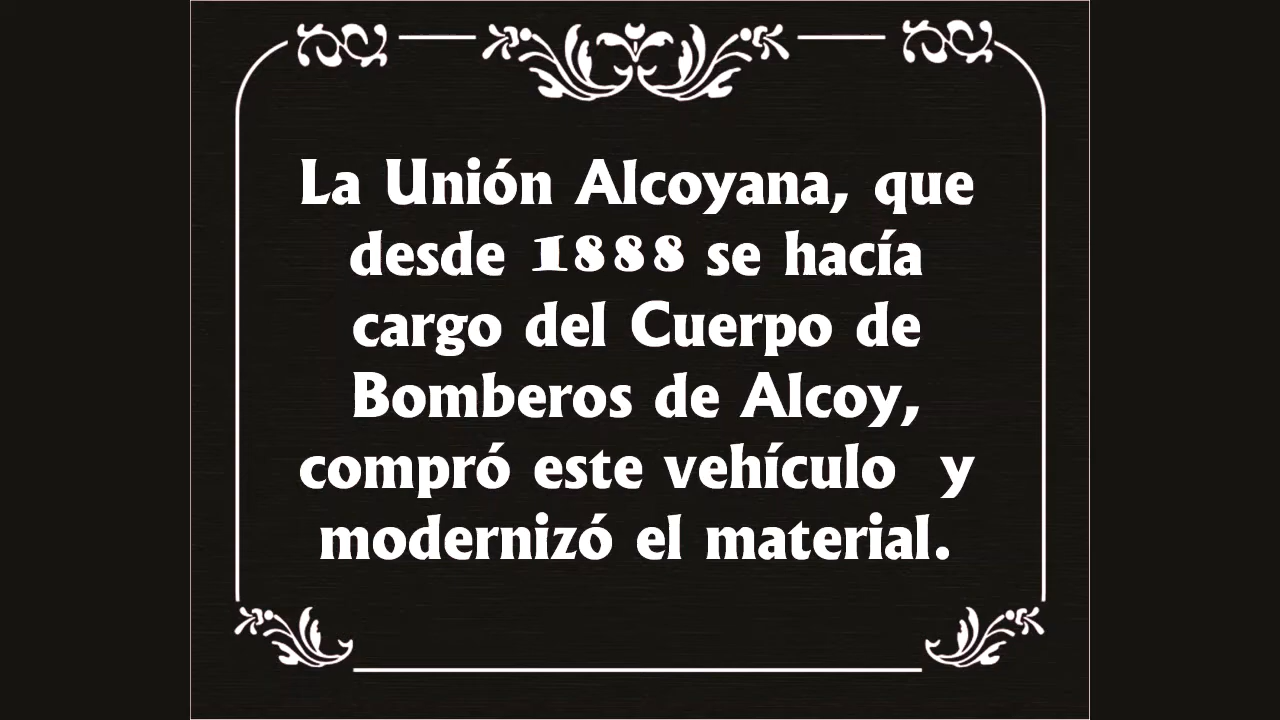 La Unión Alcoyana, que
desde 1888 se hacía
cargo del Cuerpo de
Bomberos de Alcoy,
compró este vehículo  y
modernizó el material.